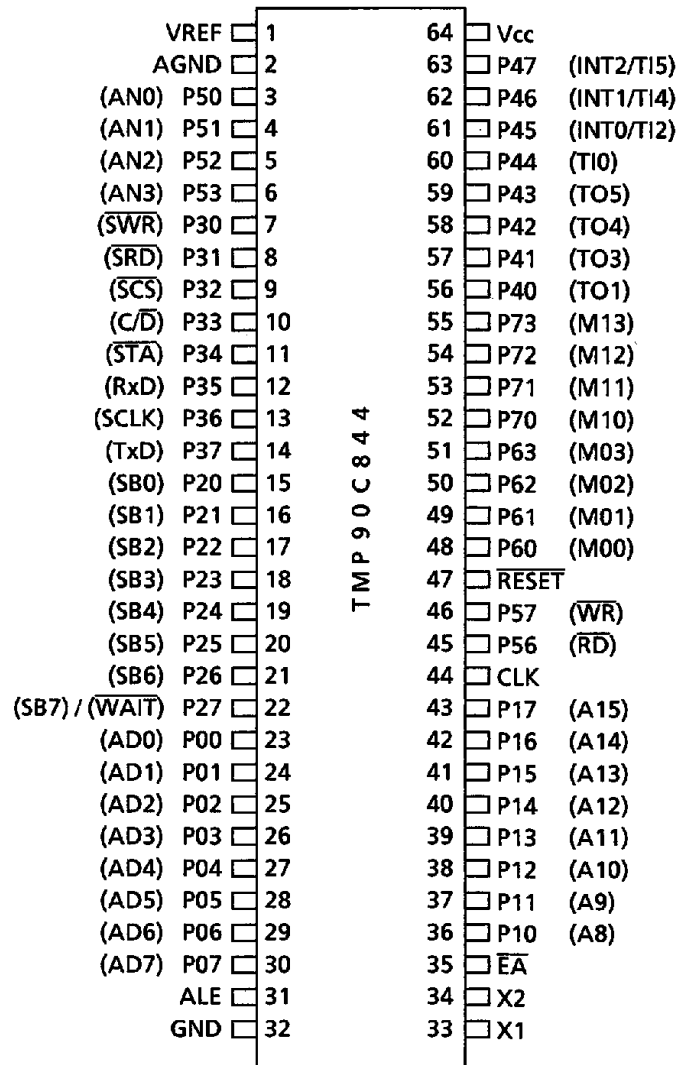 VREF 1 64 Vcc
AGND 2 63 P47 (INT2/TI5)
(AN0) P50 3 62 P46 (INT1/TI4)
(AN1) P51 4 61 P45 (INT0/TI2)
(AN2) P52 5 60 P44 (TI0)
(AN3) P53 6 59 P43 (TO5)
(S̅W̅R̅) P30 7 58 P42 (TO4)
(S̅R̅D̅) P31 8 57 P41 (TO3)
(S̅C̅S̅) P32 9 56 P40 (TO1)
(C/D̅) P33 10 55 P73 (M13)
(S̅T̅A̅) P34 11 54 P72 (M12)
(RxD) P35 12 53 P71 (M11)
(SCLK) P36 13 52 P70 (M10)
(TxD) P37 14 51 P63 (M03)
(SB0) P20 15 50 P62 (M02)
(SB1) P21 16 49 P61 (M01)
(SB2) P22 17 48 P60 (M00)
(SB3) P23 18 47 R̅E̅S̅E̅T̅
(SB4) P24 19 46 P57 (W̅R̅)
(SB5) P25 20 45 P56 (R̅D̅)
(SB6) P26 21 44 CLK
(SB7) / (W̅A̅I̅T̅) P27 22 43 P17 (A15)
(AD0) P00 23 42 P16 (A14)
(AD1) P01 24 41 P15 (A13)
(AD2) P02 25 40 P14 (A12)
(AD3) P03 26 39 P13 (A11)
(AD4) P04 27 38 P12 (A10)
(AD5) P05 28 37 P11 (A9)
(AD6) P06 29 36 P10 (A8)
(AD7) P07 30 35 E̅A̅
ALE 31 34 X2
GND 32 33 X1
TMP90C844